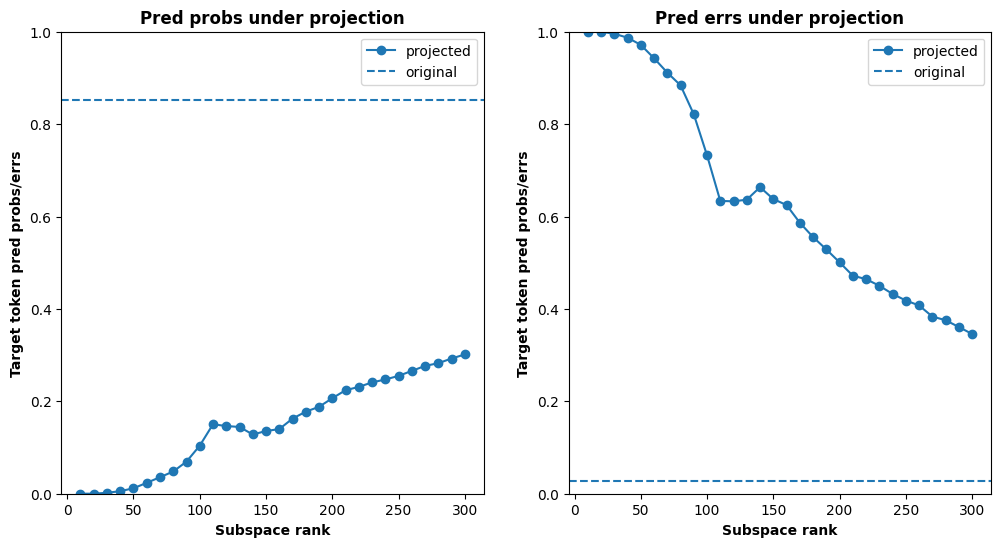 Pred probs under projection
Target token pred probs/errs
1.0
0.8
0.6
0.4
0.2
0.0
projected
original
0 50 100 150 200 250 300
Subspace rank
Pred errs under projection
Target token pred probs/errs
1.0
0.8
0.6
0.4
0.2
0.0
projected
original
0 50 100 150 200 250 300
Subspace rank